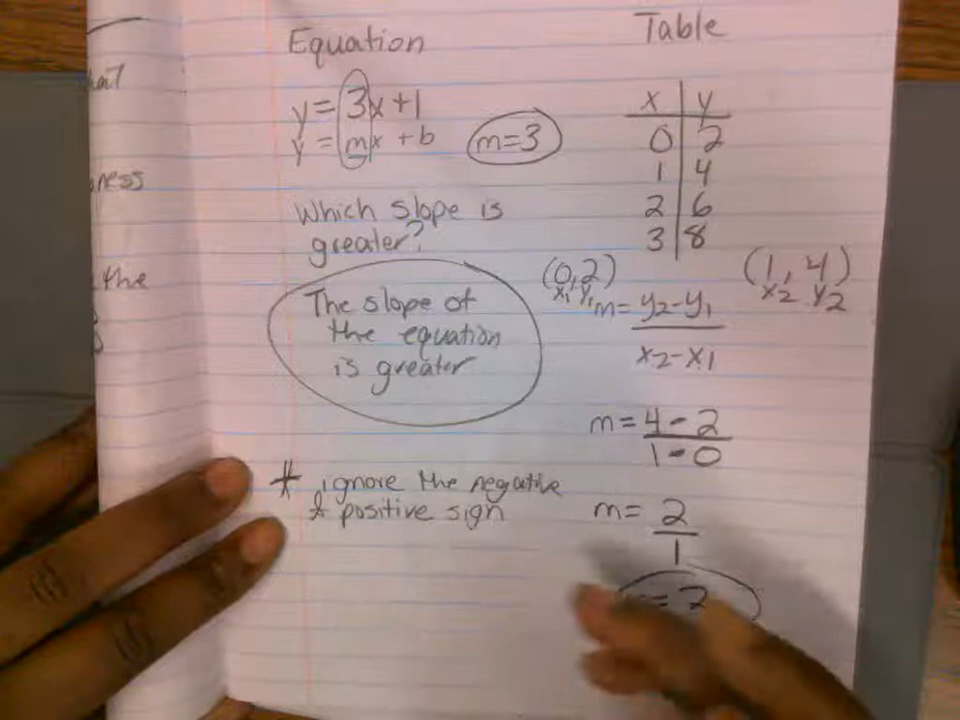 Equation
y = 3x + 1
y = mx + b
m = 3
Which slope is
greater?
The slope of
the equation
is greater
* ignore the negative
& positive sign
Table
x y
0 2
1 4
2 6
3 8
(0, 2)
x1 y1
(1, 4)
x2 y2
m = y2 - y1
x2 - x1
m = 4 - 2
1 - 0
m = 2
1
= 2
the